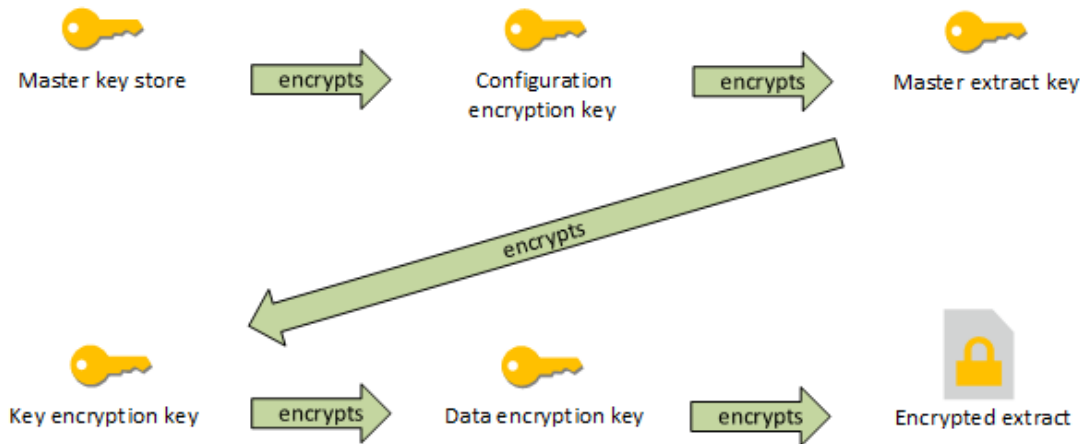 Master key store
encrypts
Configuration
encryption key
encrypts
Master extract key
encrypts
Key encryption key
encrypts
Data encryption key
encrypts
Encrypted extract